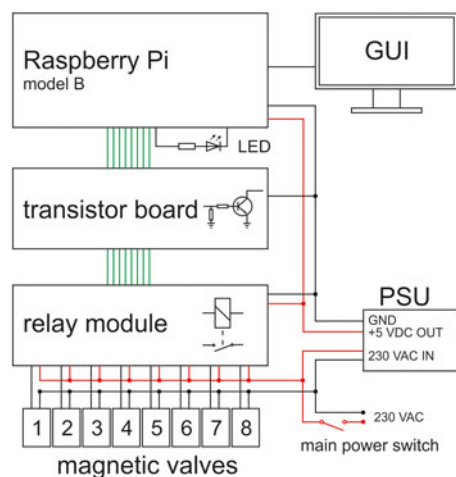 Raspberry Pi
model B
GUI
LED
transistor board
relay module
PSU
GND
+5 VDC OUT
230 VAC IN
230 VAC
main power switch
1 2 3 4 5 6 7 8
magnetic valves